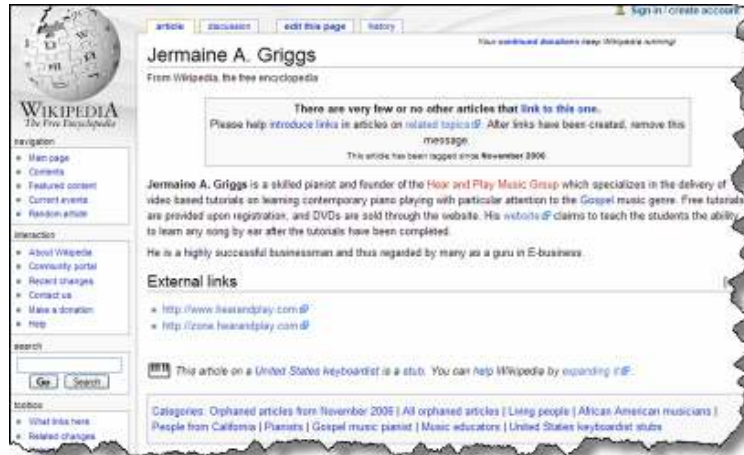 Sign in / create account
article discussion edit this page history
Your continued donations keep Wikipedia running!
Jermaine A. Griggs
From Wikipedia, the free encyclopedia
There are very few or no other articles that link to this one.
Please help introduce links in articles on related topics. After links have been created, remove this
message.
This article has been tagged since November 2006.
Jermaine A. Griggs is a skilled pianist and founder of the Hear and Play Music Group which specializes in the delivery of
video based tutorials on learning contemporary piano playing with particular attention to the Gospel music genre. Free tutorials
are provided upon registration, and DVDs are sold through the website. His website claims to teach the students the ability
to learn any song by ear after the tutorials have been completed.
He is a highly successful businessman and thus regarded by many as a guru in E-business.
External links
http://www.hearandplay.com
http://zone.hearandplay.com
This article on a United States keyboardist is a stub. You can help Wikipedia by expanding it.
Categories: Orphaned articles from November 2006 | All orphaned articles | Living people | African American musicians |
People from California | Pianists | Gospel music pianist | Music educators | United States keyboardist stubs
WIKIPEDIA
The Free Encyclopedia
navigation
Main page
Contents
Featured content
Current events
Random article
interaction
About Wikipedia
Community portal
Recent changes
Contact us
Make a donation
Help
search
Go Search
toolbox
What links here
Related changes